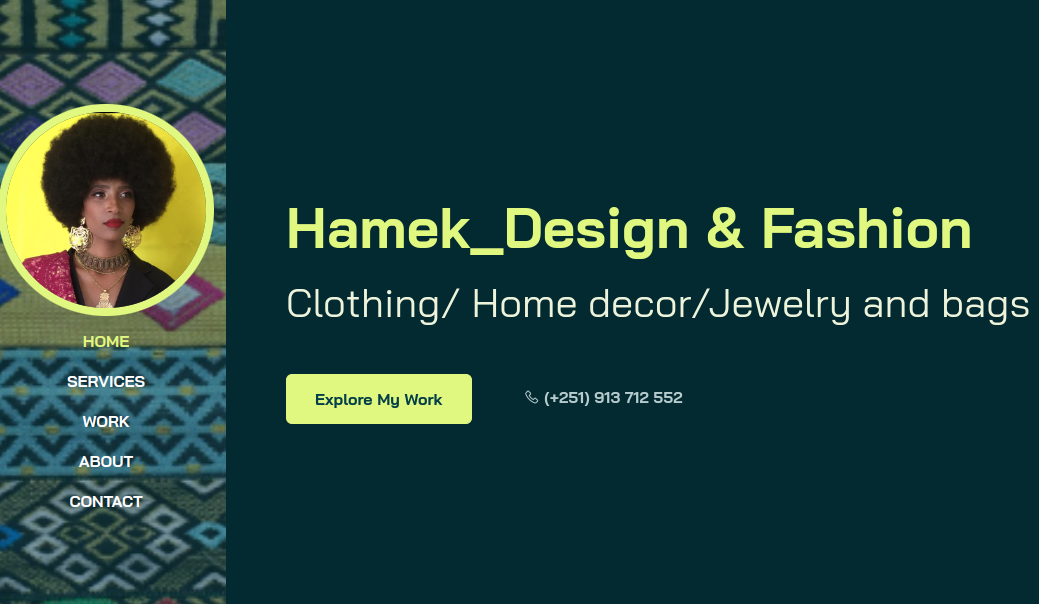 HOME
SERVICES
WORK
ABOUT
CONTACT
Hamek_Design & Fashion
Clothing/ Home decor/Jewelry and bags
Explore My Work
(+251) 913 712 552